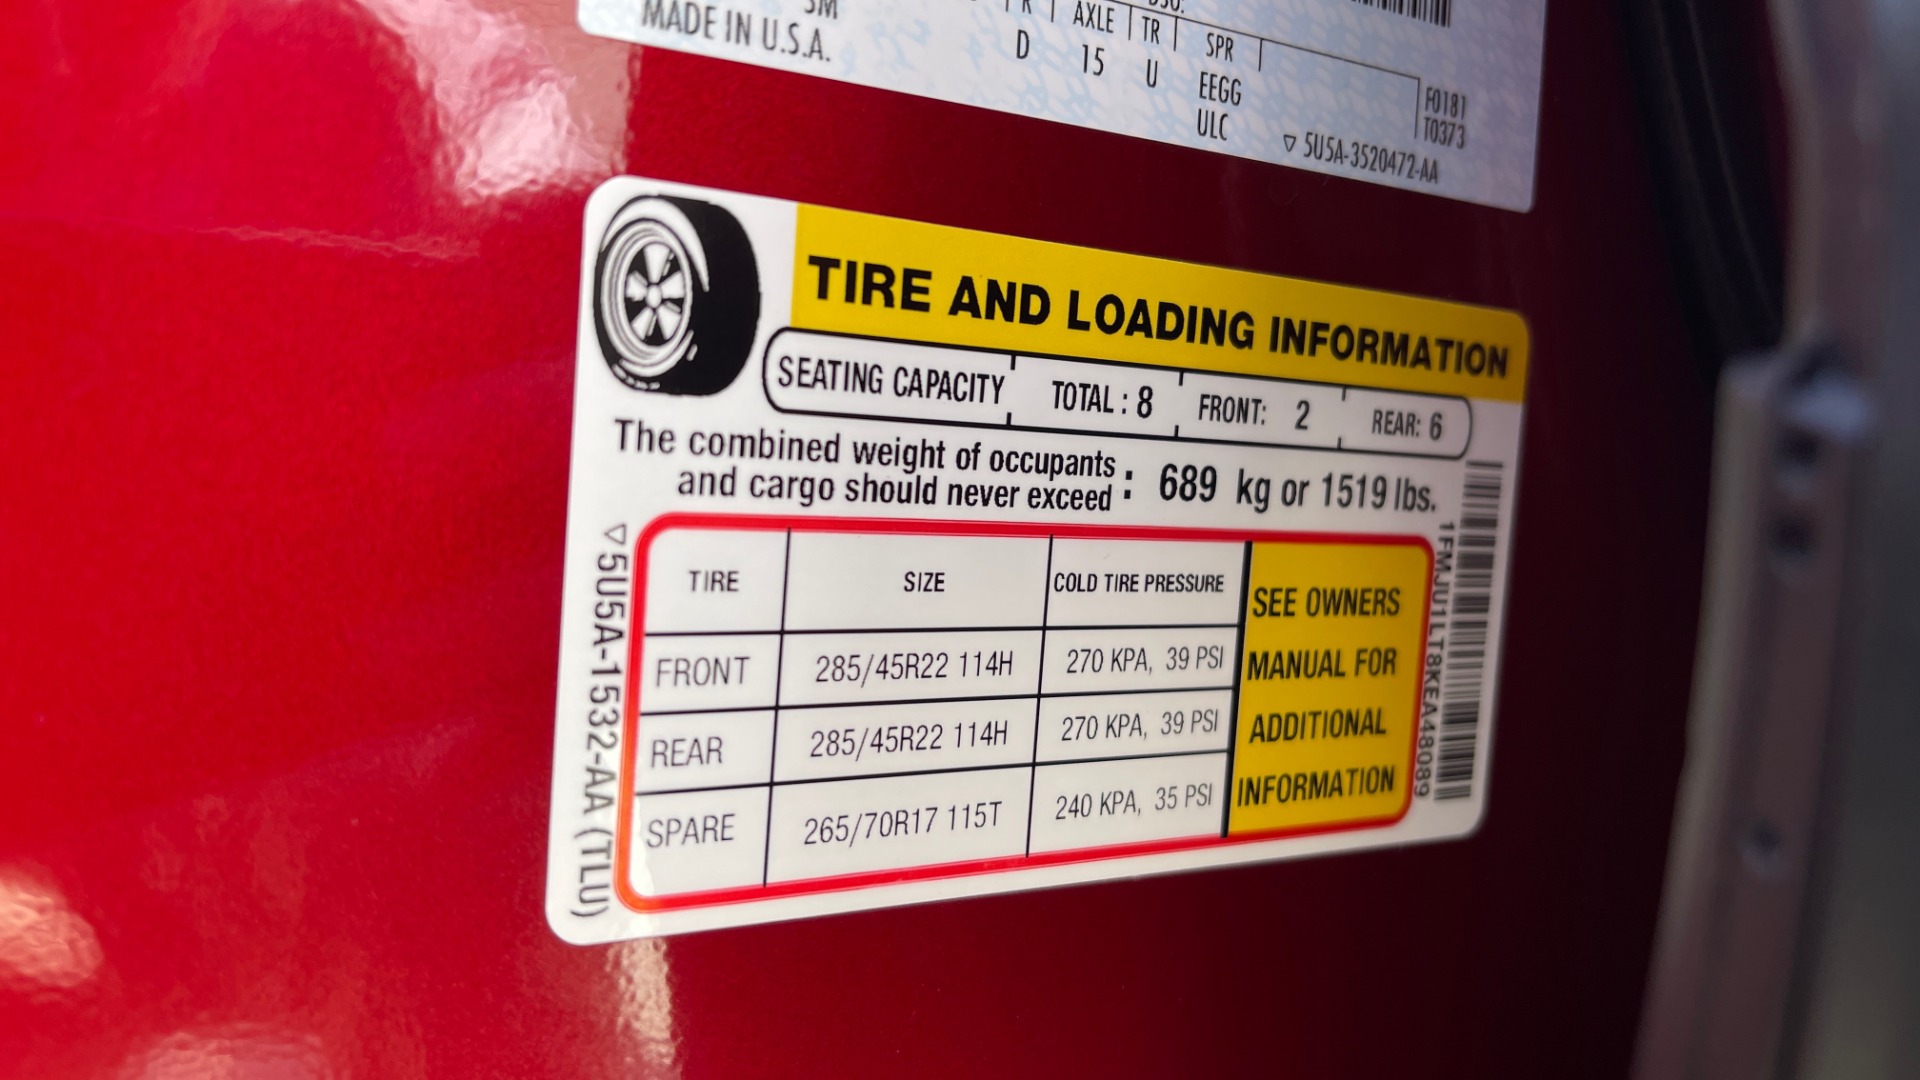 3M
MADE IN U.S.A.
AXLE TR SPR
D 15 U EEGG
ULC
F0181
T0373
▽ 5U5A-3520472-AA
TIRE AND LOADING INFORMATION
SEATING CAPACITY TOTAL : 8 FRONT: 2 REAR: 6
The combined weight of occupants
and cargo should never exceed : 689 kg or 1519 lbs.
TIRE SIZE COLD TIRE PRESSURE
FRONT 285/45R22 114H 270 KPA, 39 PSI
REAR 285/45R22 114H 270 KPA, 39 PSI
SPARE 265/70R17 115T 240 KPA, 35 PSI
SEE OWNERS
MANUAL FOR
ADDITIONAL
INFORMATION
▽5U5A-1532-AA (TLU)
1FMJU1LT8KEA48089